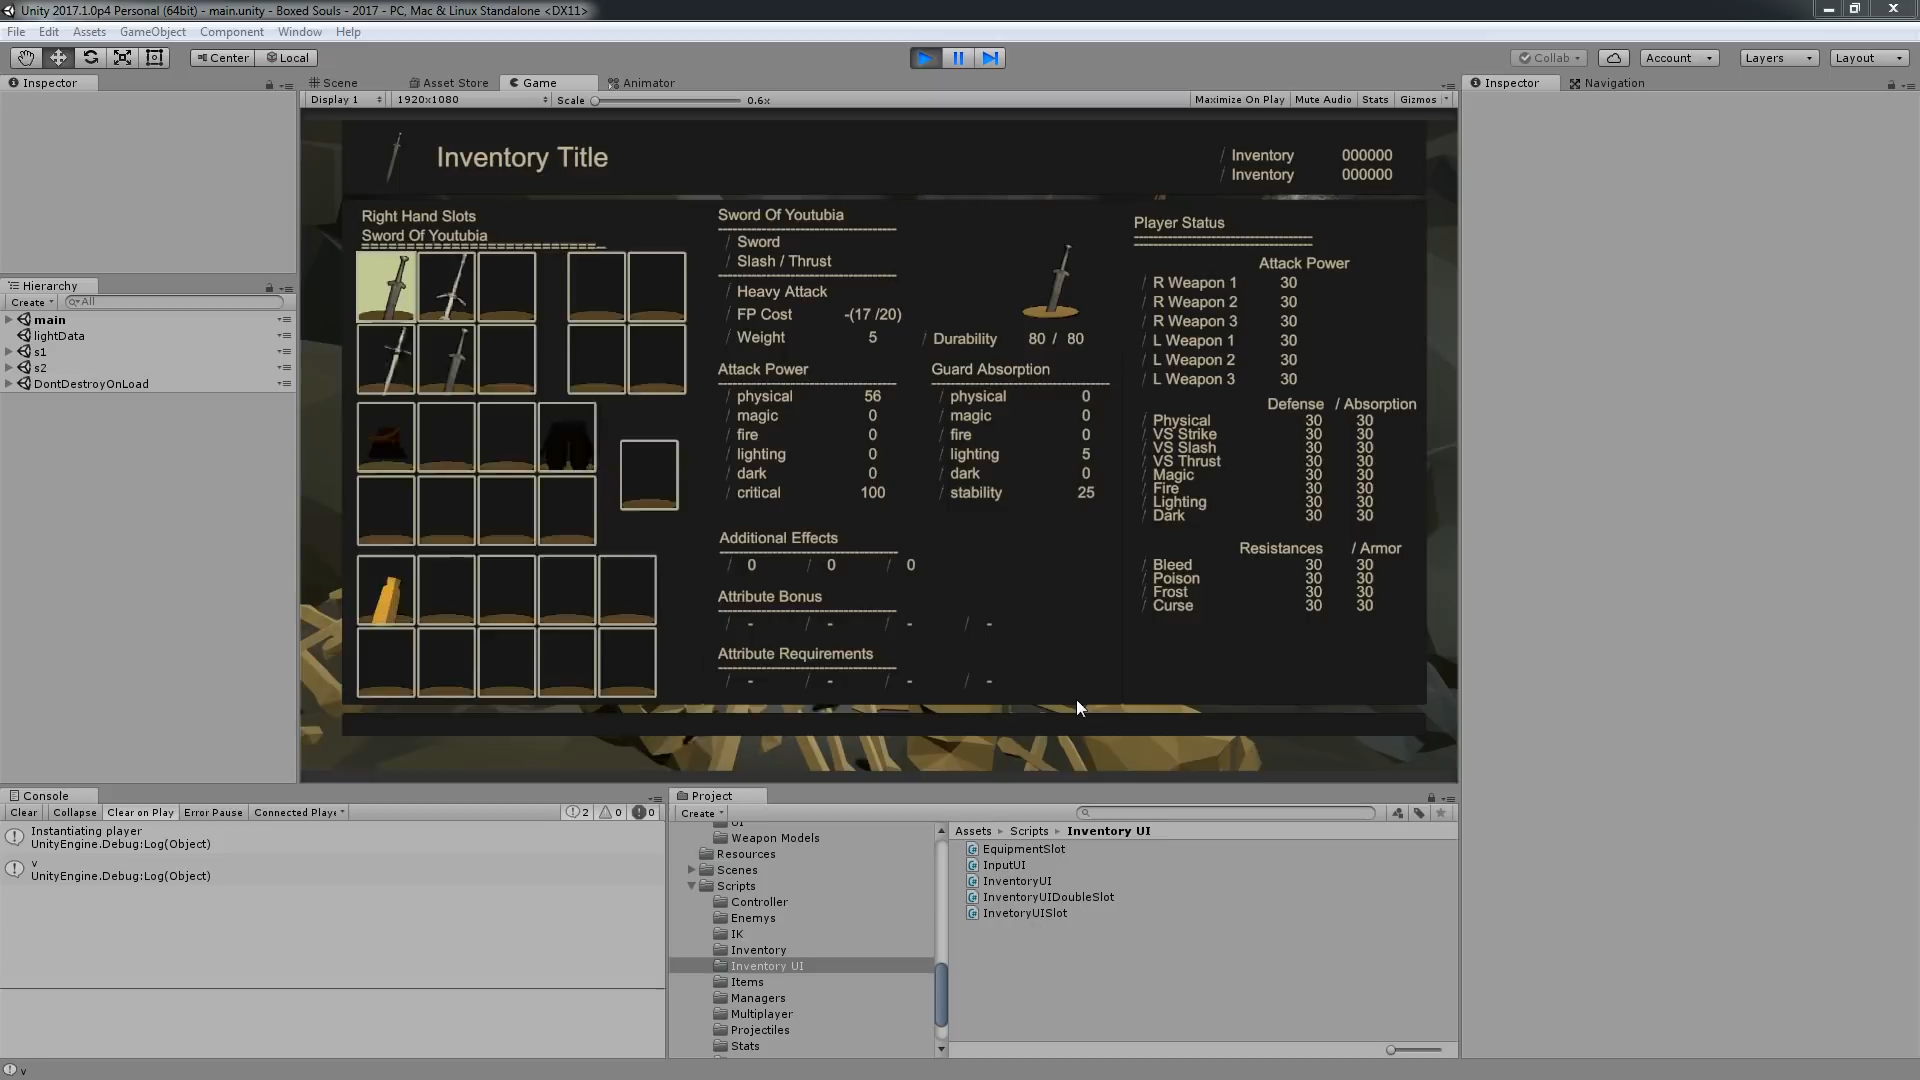 Unity 2017.1.0p4 Personal (64bit) - main.unity - Boxed Souls - 2017 - PC, Mac & Linux Standalone <DX11>
File Edit Assets GameObject Component Window Help
Center Local Collab Account Layers Layout
Inspector
Scene Asset Store Game Animator
Inspector Navigation
Display 1 1920x1080 Scale 0.6x Maximize On Play Mute Audio Stats Gizmos
Inventory Title
/ Inventory 000000
/ Inventory 000000
Right Hand Slots
Sword Of Youtubia
Sword Of Youtubia
/ Sword
/ Slash / Thrust
/ Heavy Attack
/ FP Cost -(17 /20)
/ Weight 5
/ Durability 80 / 80
Attack Power
/ physical 56
/ magic 0
/ fire 0
/ lighting 0
/ dark 0
/ critical 100
Guard Absorption
/ physical 0
/ magic 0
/ fire 0
/ lighting 5
/ dark 0
/ stability 25
Additional Effects
/ 0 / 0 / 0
Attribute Bonus
/ - / - / - / -
Attribute Requirements
/ - / - / - / -
Player Status
Attack Power
/ R Weapon 1 30
/ R Weapon 2 30
/ R Weapon 3 30
/ L Weapon 1 30
/ L Weapon 2 30
/ L Weapon 3 30
Defense / Absorption
/ Physical 30 30
/ VS Strike 30 30
/ VS Slash 30 30
/ VS Thrust 30 30
/ Magic 30 30
/ Fire 30 30
/ Lighting 30 30
/ Dark 30 30
Resistances / Armor
/ Bleed 30 30
/ Poison 30 30
/ Frost 30 30
/ Curse 30 30
Hierarchy
Create All
main
lightData
s1
s2
DontDestroyOnLoad
Console
Clear Collapse Clear on Play Error Pause Connected Playe 2 0 0
Instantiating player
UnityEngine.Debug:Log(Object)
v
UnityEngine.Debug:Log(Object)
Project
Create
Weapon Models
Resources
Scenes
Scripts
Controller
Enemys
IK
Inventory
Inventory UI
Items
Managers
Multiplayer
Projectiles
Stats
Assets Scripts Inventory UI
EquipmentSlot
InputUI
InventoryUI
InventoryUIDoubleSlot
InvetoryUISlot
v